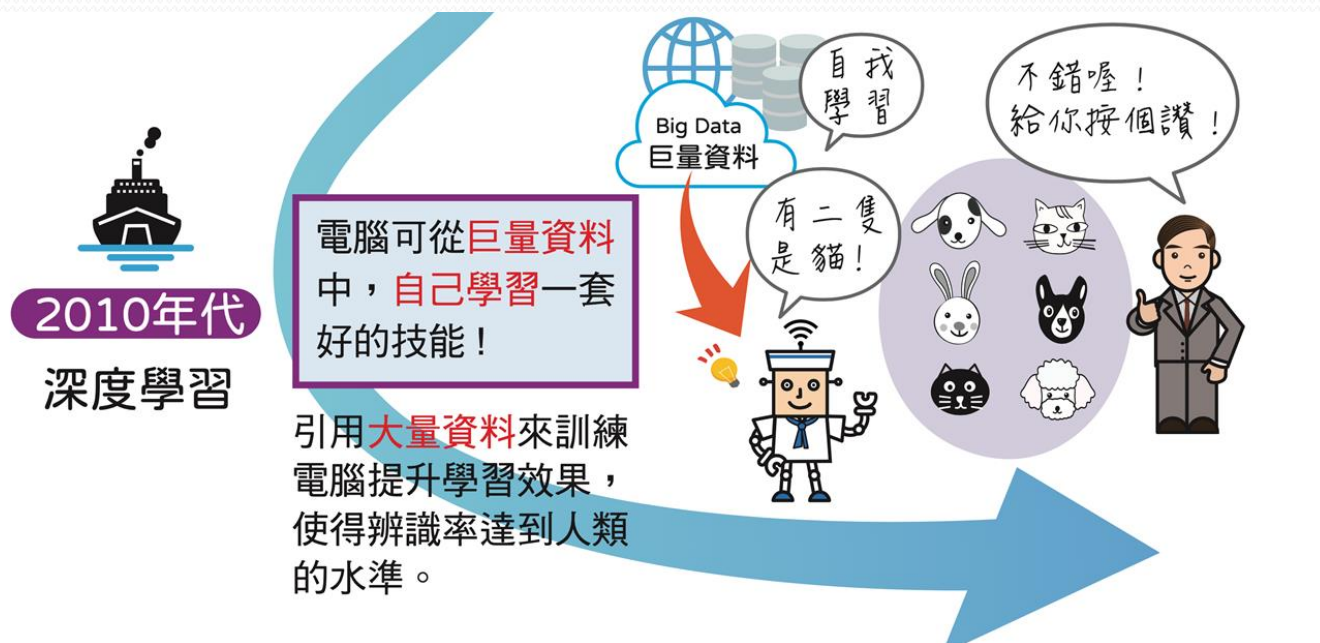 2010年代
深度學習
電腦可從巨量資料
中，自己學習一套
好的技能！
引用大量資料來訓練
電腦提升學習效果，
使得辨識率達到人類
的水準。
Big Data
巨量資料
自我
學習
有二隻
是貓！
不錯喔！
給你按個讚！